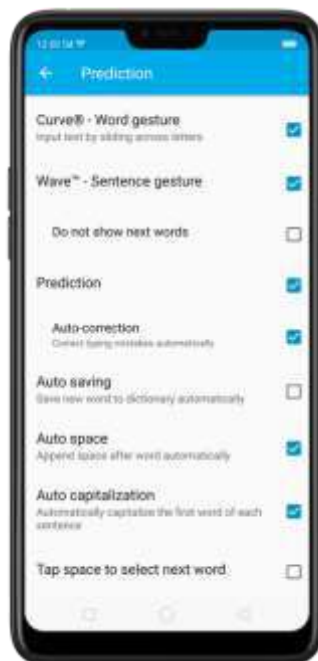 Prediction
Curve® - Word gesture
Input text by sliding across letters
Wave™ - Sentence gesture
Do not show next words
Prediction
Auto-correction
Correct typing mistakes automatically
Auto saving
Save new word to dictionary automatically
Auto space
Append space after word automatically
Auto capitalization
Automatically capitalize the first word of each
sentence
Tap space to select next word